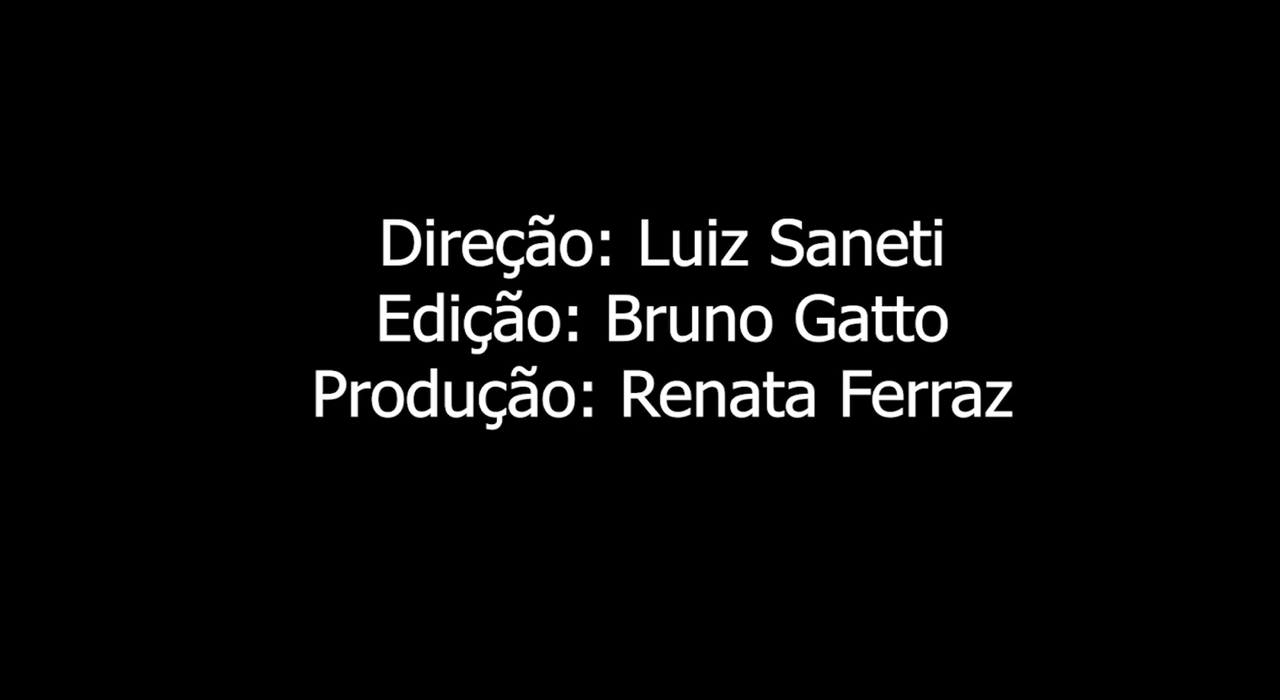 Direção: Luiz Saneti
Edição: Bruno Gatto
Produção: Renata Ferraz